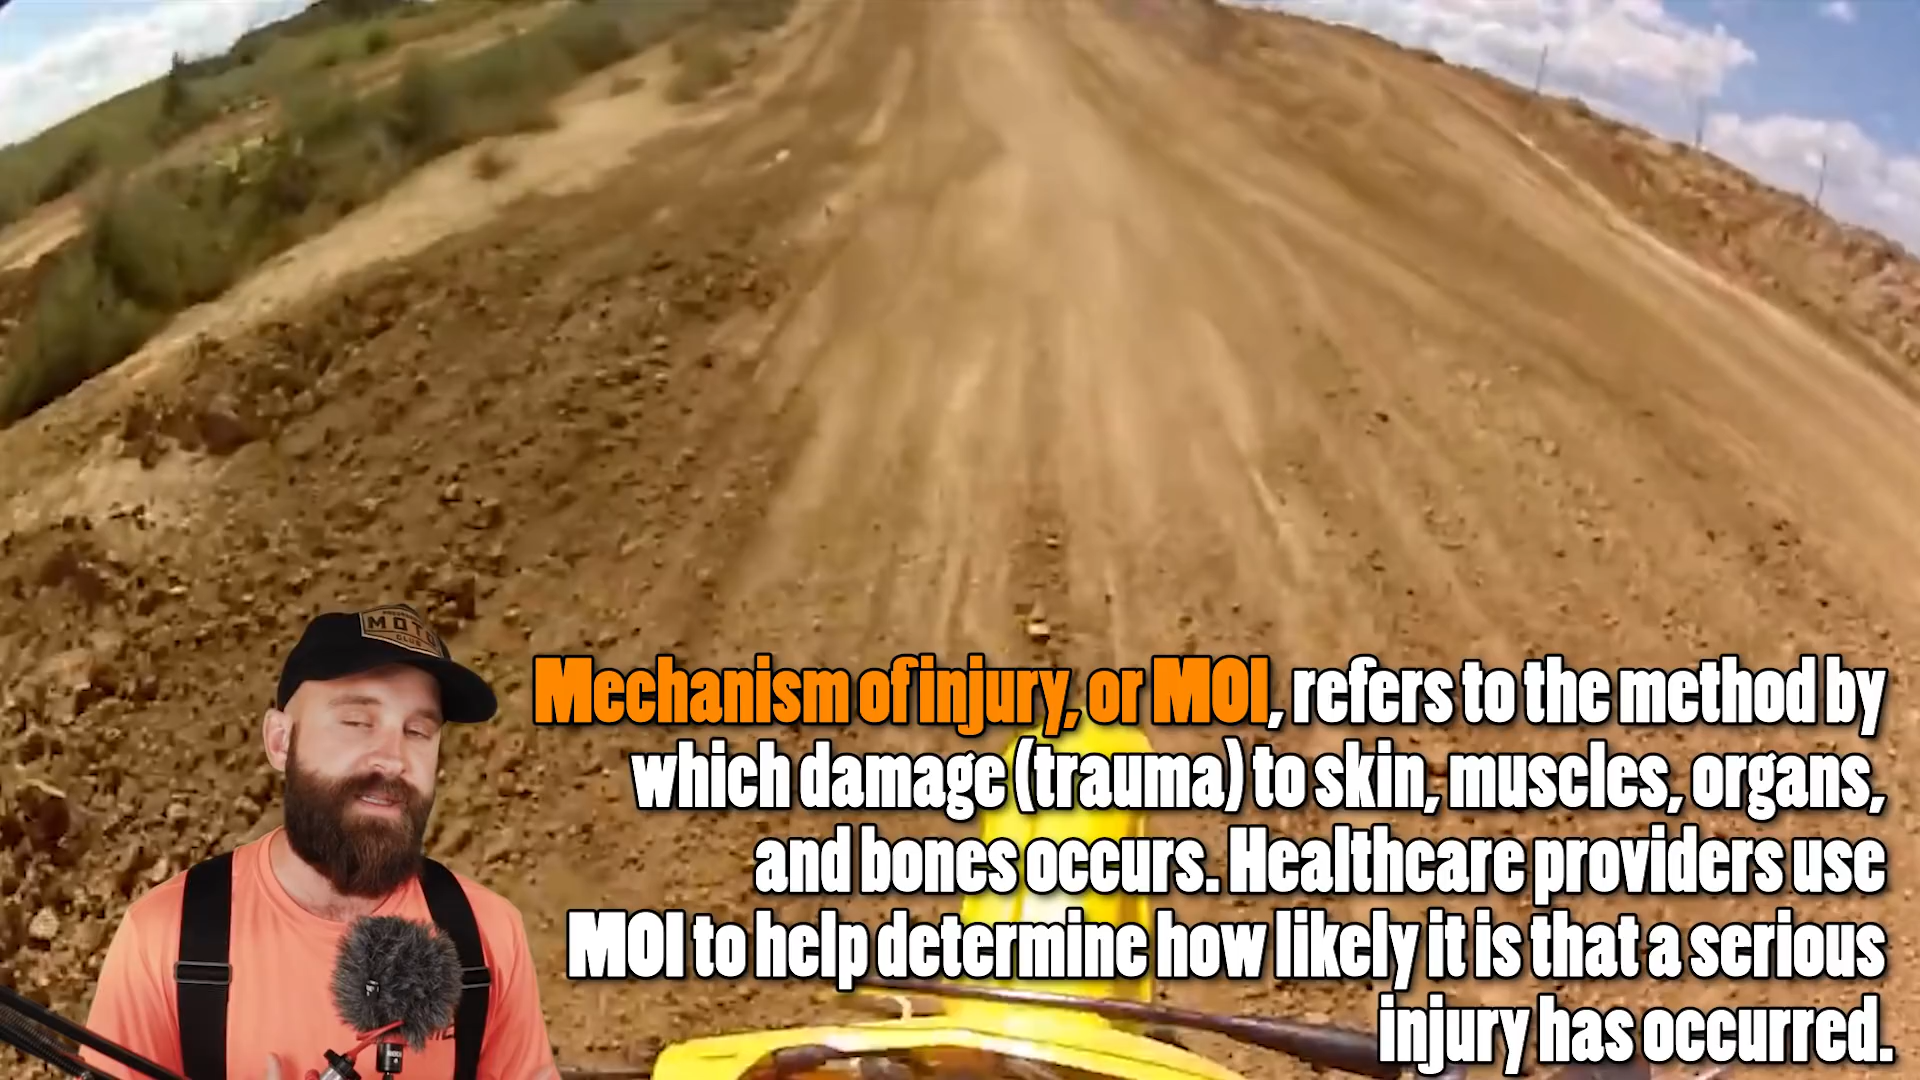 MOTO
CLUB
Mechanism of injury, or MOI, refers to the method by
which damage (trauma) to skin, muscles, organs,
and bones occurs. Healthcare providers use
MOI to help determine how likely it is that a serious
injury has occurred.